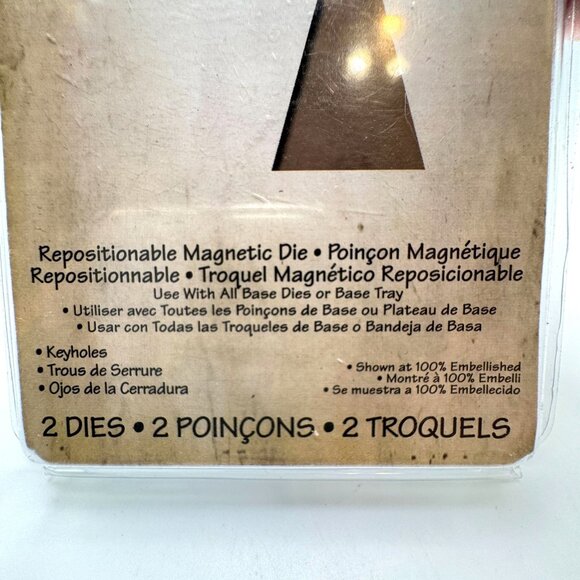 Repositionable Magnetic Die • Poinçon Magnétique
Repositionnable • Troquel Magnético Reposicionable
Use With All Base Dies or Base Tray
• Utiliser avec Toutes les Poinçons de Base ou Plateau de Base
• Usar con Todas las Troqueles de Base o Bandeja de Basa
• Keyholes
• Trous de Serrure
• Ojos de la Cerradura
• Shown at 100% Embellished
• Montré à 100% Embelli
• Se muestra a 100% Embellecido
2 DIES • 2 POINÇONS • 2 TROQUELS